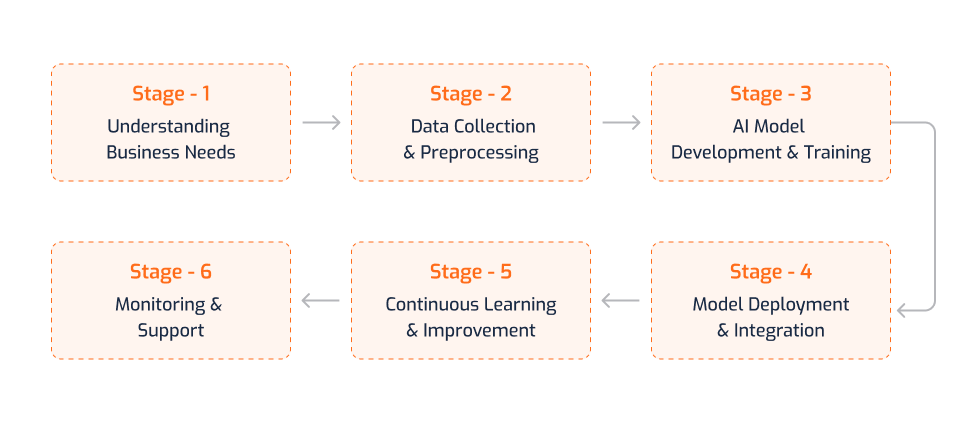 Stage - 1
Understanding
Business Needs
Stage - 2
Data Collection
& Preprocessing
Stage - 3
AI Model
Development & Training
Stage - 4
Model Deployment
& Integration
Stage - 5
Continuous Learning
& Improvement
Stage - 6
Monitoring &
Support